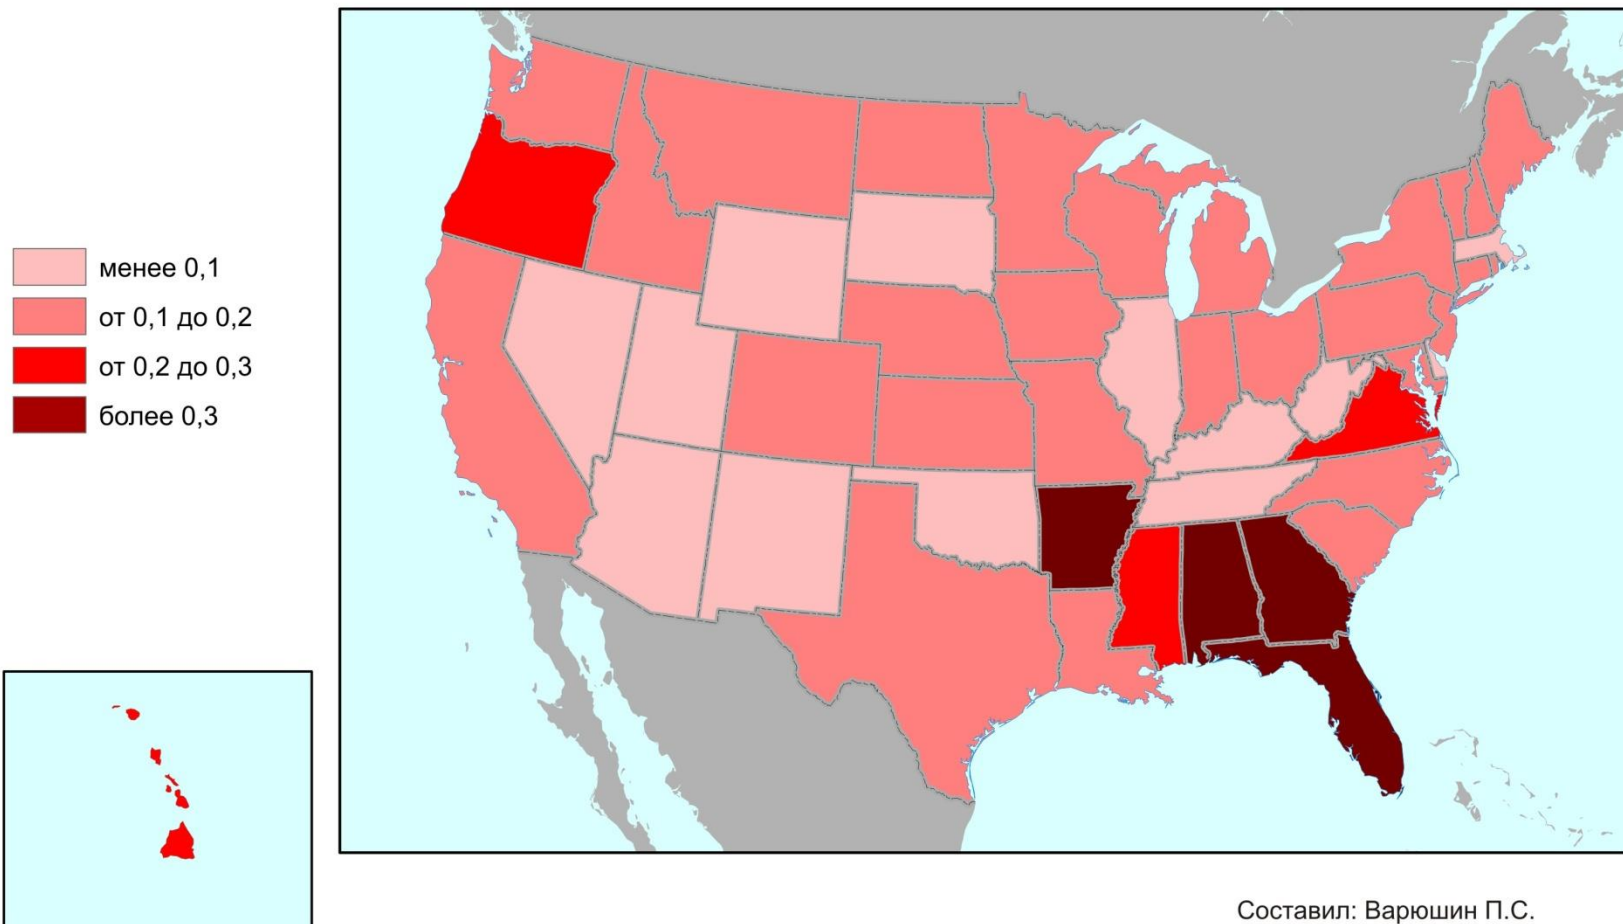 менее 0,1
от 0,1 до 0,2
от 0,2 до 0,3
более 0,3
Составил: Варюшин П.С.